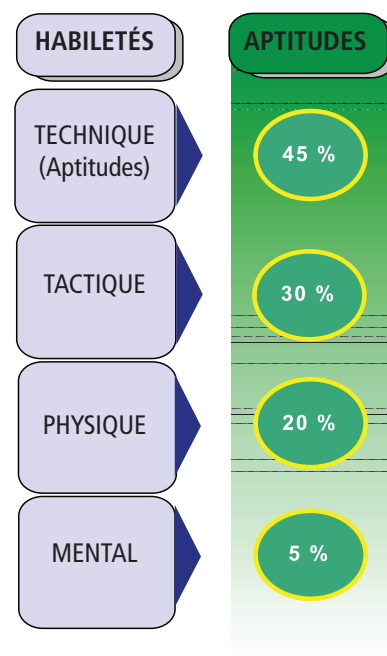 HABILETÉS
APTITUDES
TECHNIQUE
(Aptitudes)
45 %
TACTIQUE
30 %
PHYSIQUE
20 %
MENTAL
5 %